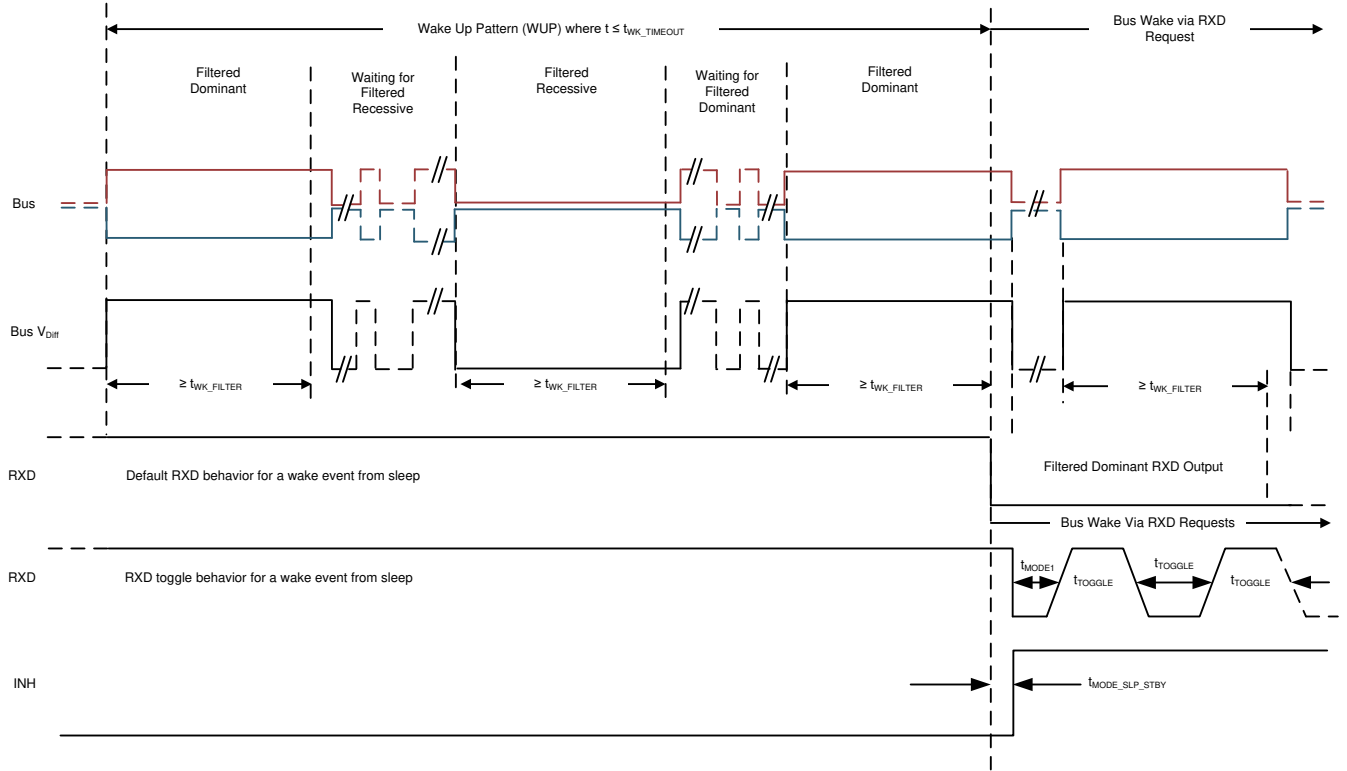 Wake Up Pattern (WUP) where t ≤ tWK_TIMEOUT
Bus Wake via RXD
Request
Filtered
Dominant
Waiting for
Filtered
Recessive
Filtered
Recessive
Waiting for
Filtered
Dominant
Filtered
Dominant
Bus
Bus VDiff
≥ tWK_FILTER
≥ tWK_FILTER
≥ tWK_FILTER
≥ tWK_FILTER
RXD
Default RXD behavior for a wake event from sleep
Filtered Dominant RXD Output
Bus Wake Via RXD Requests
RXD
RXD toggle behavior for a wake event from sleep
tMODE1
tTOGGLE
tTOGGLE
tTOGGLE
INH
tMODE_SLP_STBY